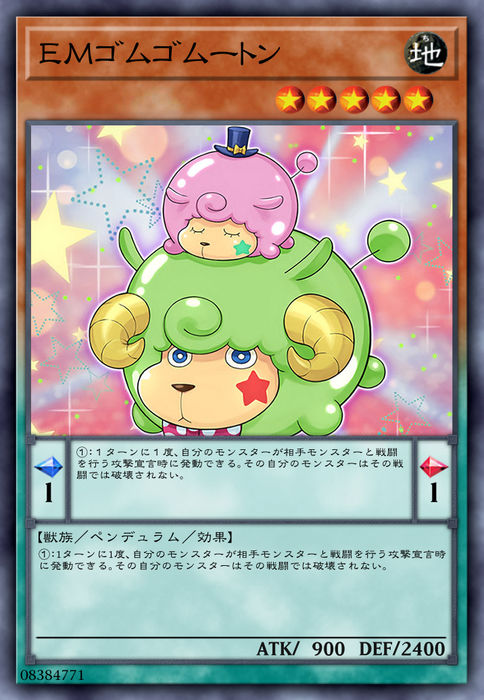 EMゴムゴムートン
ち
地
①:1ターンに1度、自分のモンスターが相手モンスターと戦闘
を行う攻撃宣言時に発動できる。その自分のモンスターはその戦
闘では破壊されない。
1
1
【獣族／ペンデュラム／効果】
①:1ターンに1度、自分のモンスターが相手モンスターと戦闘を行う攻撃宣言時
に発動できる。その自分のモンスターはその戦闘では破壊されない。
ATK/ 900 DEF/2400
08384771